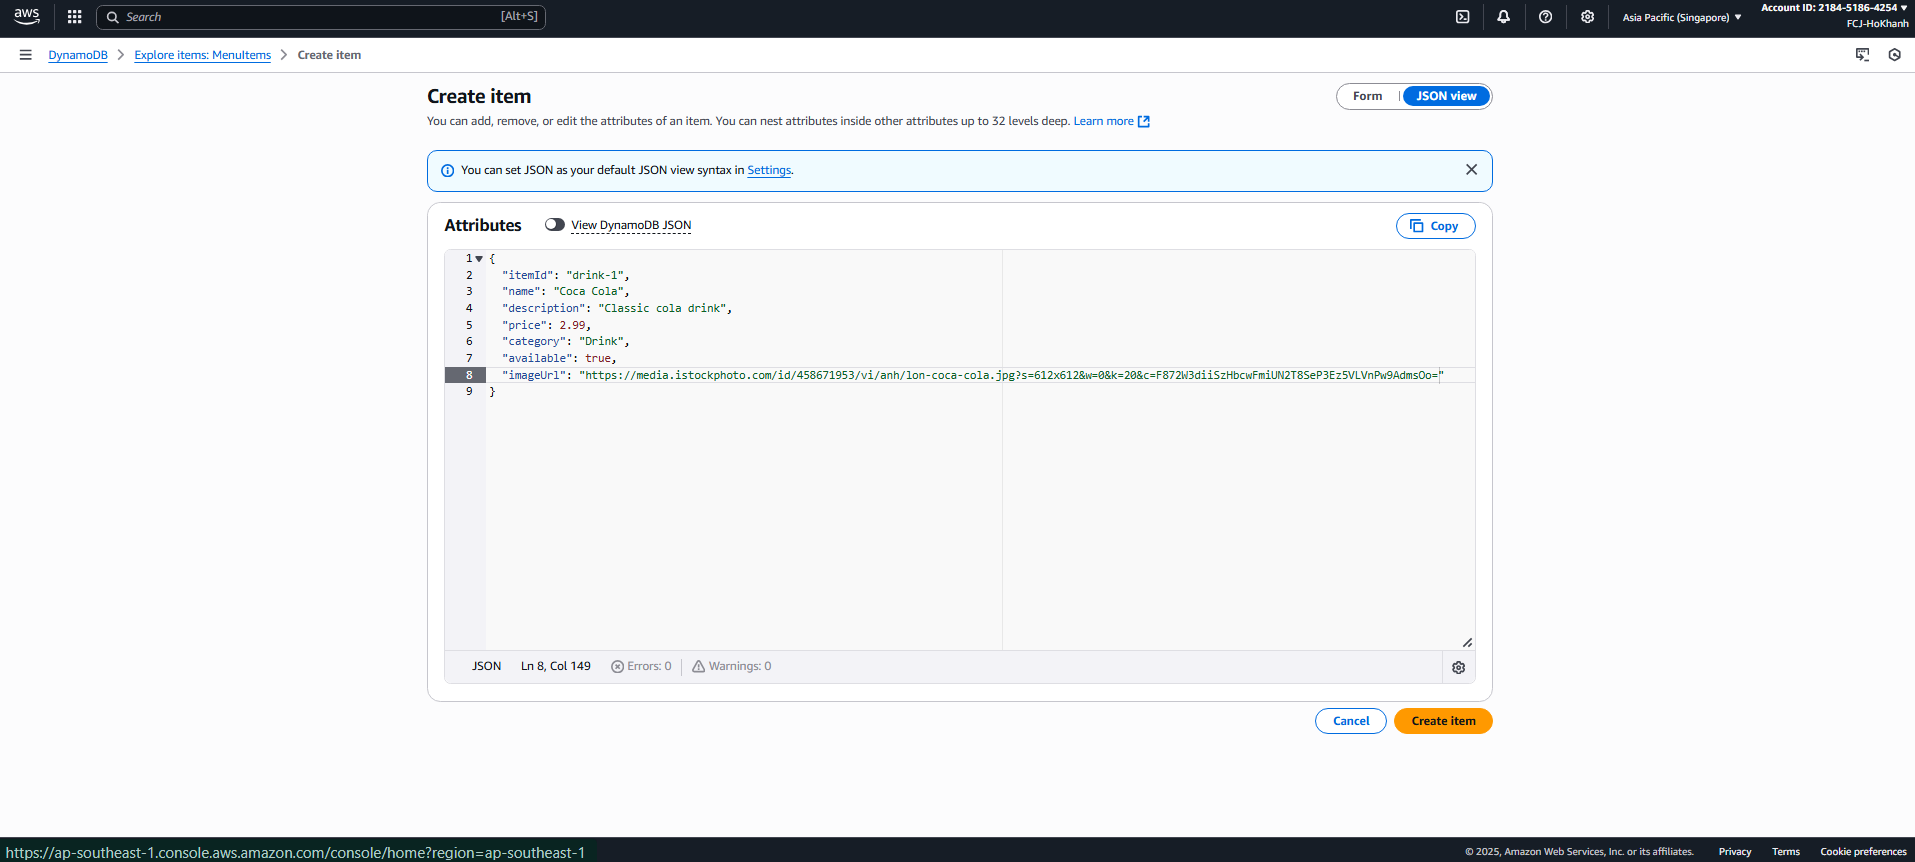 aws
Search [Alt+S]
Asia Pacific (Singapore)
Account ID: 2184-5186-4254
FCJ-HoKhanh
DynamoDB > Explore items: MenuItems > Create item
Create item
Form | JSON view
You can add, remove, or edit the attributes of an item. You can nest attributes inside other attributes up to 32 levels deep. Learn more
You can set JSON as your default JSON view syntax in Settings.
Attributes View DynamoDB JSON Copy
1 {
2 "itemId": "drink-1",
3 "name": "Coca Cola",
4 "description": "Classic cola drink",
5 "price": 2.99,
6 "category": "Drink",
7 "available": true,
8 "imageUrl": "https://media.istockphoto.com/id/458671953/vi/anh/lon-coca-cola.jpg?s=612x612&w=0&k=20&c=F872W3diiSzHbcwFmiUN2T8SeP3Ez5VLVnPw9AdmsOo="
9 }
JSON Ln 8, Col 149 Errors: 0 Warnings: 0
Cancel Create item
https://ap-southeast-1.console.aws.amazon.com/console/home?region=ap-southeast-1
© 2025, Amazon Web Services, Inc. or its affiliates. Privacy Terms Cookie preferences